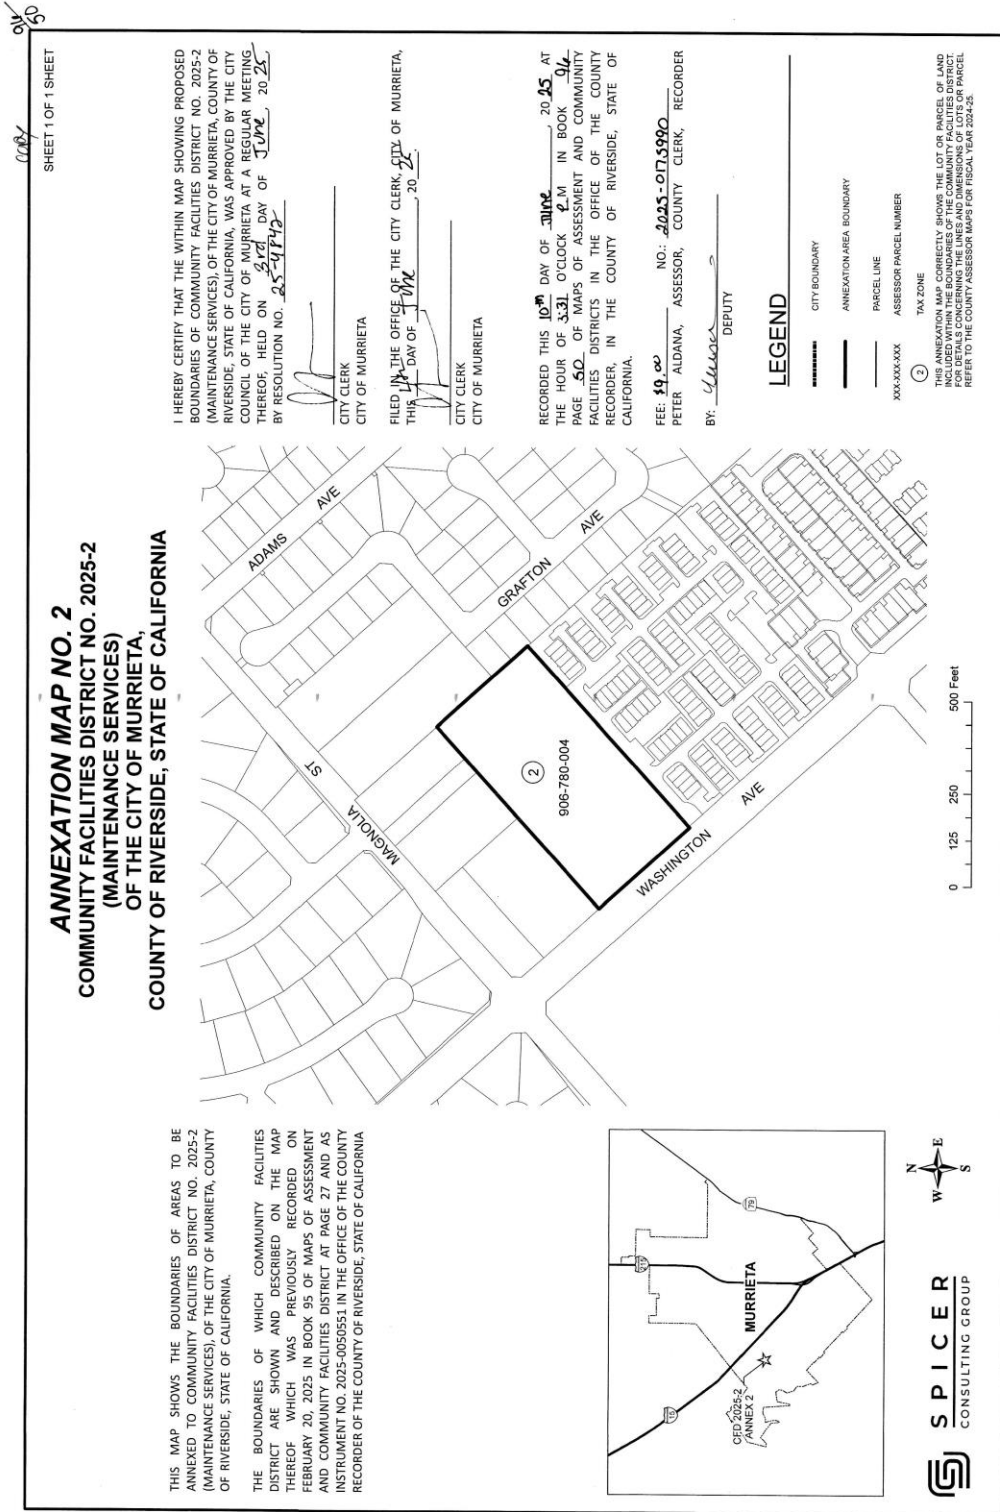 COPY
94
50
SHEET 1 OF 1 SHEET
ANNEXATION MAP NO. 2
COMMUNITY FACILITIES DISTRICT NO. 2025-2
(MAINTENANCE SERVICES)
OF THE CITY OF MURRIETA,
COUNTY OF RIVERSIDE, STATE OF CALIFORNIA
THIS MAP SHOWS THE BOUNDARIES OF AREAS TO BE
ANNEXED TO COMMUNITY FACILITIES DISTRICT NO. 2025-2
(MAINTENANCE SERVICES), OF THE CITY OF MURRIETA, COUNTY
OF RIVERSIDE, STATE OF CALIFORNIA.
THE BOUNDARIES OF WHICH COMMUNITY FACILITIES
DISTRICT ARE SHOWN AND DESCRIBED ON THE MAP
THEREOF WHICH WAS PREVIOUSLY RECORDED ON
FEBRUARY 20, 2025 IN BOOK 95 OF MAPS OF ASSESSMENT
AND COMMUNITY FACILITIES DISTRICT AT PAGE 27 AND AS
INSTRUMENT NO. 2025-0050551 IN THE OFFICE OF THE COUNTY
RECORDER OF THE COUNTY OF RIVERSIDE, STATE OF CALIFORNIA
215
79
15
MURRIETA
CFD 2025-2
ANNEX 2
SPICER
CONSULTING GROUP
N
W E
S
ADAMS AVE
GRAFTON AVE
MAGNOLIA ST
WASHINGTON AVE
2
906-780-004
0 125 250 500 Feet
I HEREBY CERTIFY THAT THE WITHIN MAP SHOWING PROPOSED
BOUNDARIES OF COMMUNITY FACILITIES DISTRICT NO. 2025-2
(MAINTENANCE SERVICES), OF THE CITY OF MURRIETA, COUNTY OF
RIVERSIDE, STATE OF CALIFORNIA, WAS APPROVED BY THE CITY
COUNCIL OF THE CITY OF MURRIETA AT A REGULAR MEETING
THEREOF, HELD ON 3rd DAY OF June, 2025,
BY RESOLUTION NO. 25-4842
CITY CLERK
CITY OF MURRIETA
FILED IN THE OFFICE OF THE CITY CLERK, CITY OF MURRIETA,
THIS 4th DAY OF June, 20
CITY CLERK
CITY OF MURRIETA
RECORDED THIS 10th DAY OF June, 2025 AT
THE HOUR OF 3:31 O'CLOCK P M IN BOOK 94
PAGE 50 OF MAPS OF ASSESSMENT AND COMMUNITY
FACILITIES DISTRICTS IN THE OFFICE OF THE COUNTY
RECORDER, IN THE COUNTY OF RIVERSIDE, STATE OF
CALIFORNIA.
FEE: $9.00 NO.: 2025-0175990
PETER ALDANA, ASSESSOR, COUNTY CLERK, RECORDER
BY:
DEPUTY
LEGEND
CITY BOUNDARY
ANNEXATION AREA BOUNDARY
PARCEL LINE
XXX-XXX-XXX ASSESSOR PARCEL NUMBER
2 TAX ZONE
THIS ANNEXATION MAP CORRECTLY SHOWS THE LOT OR PARCEL OF LAND
INCLUDED WITHIN THE BOUNDARIES OF THE COMMUNITY FACILITIES DISTRICT.
FOR DETAILS CONCERNING THE LINES AND DIMENSIONS OF LOTS OR PARCEL
REFER TO THE COUNTY ASSESSOR MAPS FOR FISCAL YEAR 2024-25.